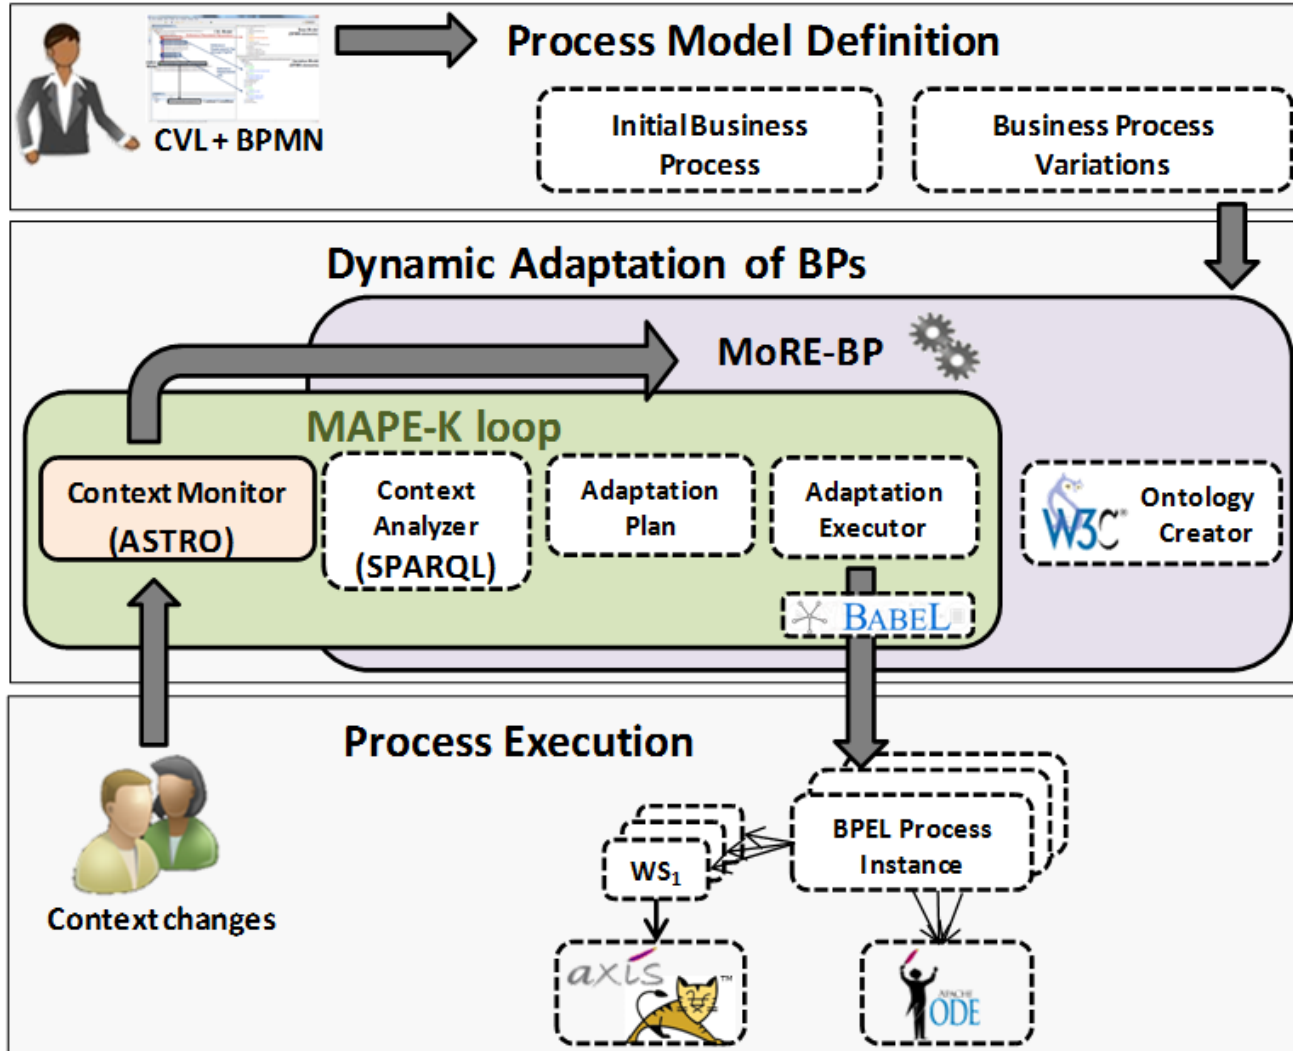 Process Model Definition
CVL + BPMN
Initial Business
Process
Business Process
Variations
Dynamic Adaptation of BPs
MoRE-BP
MAPE-K loop
Context Monitor
(ASTRO)
Context
Analyzer
(SPARQL)
Adaptation
Plan
Adaptation
Executor
W3C®
Ontology
Creator
BABEL
Process Execution
Context changes
WS₁
BPEL Process
Instance
axis
TM
APACHE
ODE